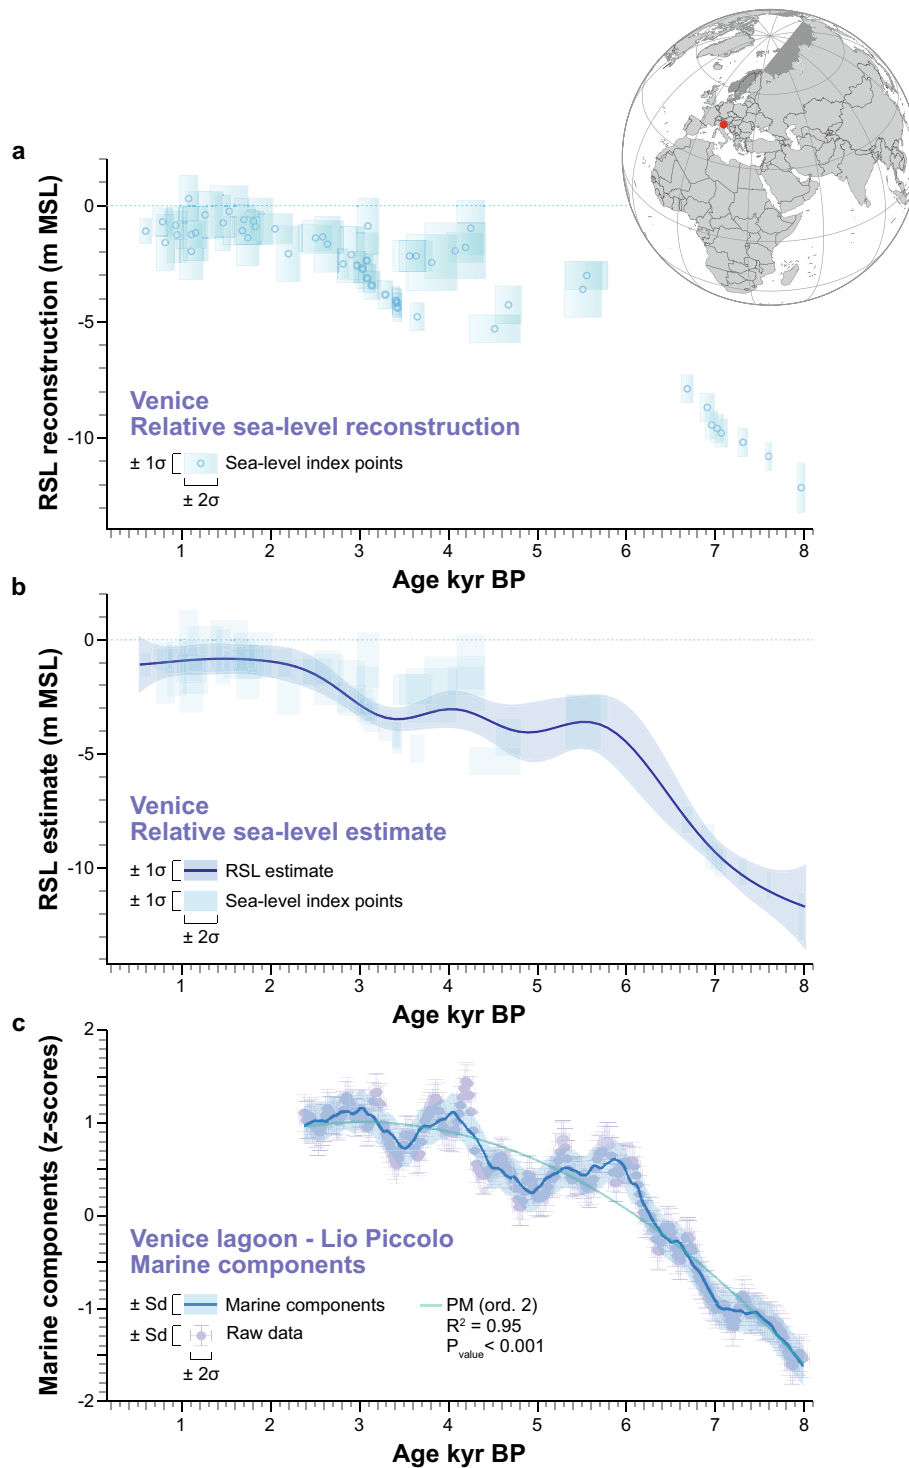 a
RSL reconstruction (m MSL)
0
-5
-10
Venice
Relative sea-level reconstruction
± 1σ
Sea-level index points
± 2σ
1 2 3 4 5 6 7 8
Age kyr BP
b
RSL estimate (m MSL)
0
-5
-10
Venice
Relative sea-level estimate
± 1σ RSL estimate
± 1σ Sea-level index points
± 2σ
1 2 3 4 5 6 7 8
Age kyr BP
c
Marine components (z-scores)
2
1
0
-1
-2
Venice lagoon - Lio Piccolo
Marine components
± Sd Marine components
± Sd Raw data
± 2σ
PM (ord. 2)
R² = 0.95
Pvalue< 0.001
1 2 3 4 5 6 7 8
Age kyr BP